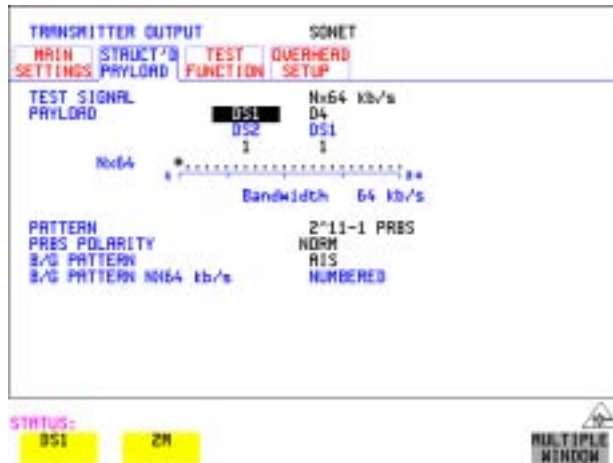 TRANSMITTER OUTPUT SONET
MAIN SETTINGS STRUCT'D PAYLOAD TEST FUNCTION OVERHEAD SETUP
TEST SIGNAL Nx64 kb/s
PAYLOAD DS1 D4
DS2 DS1
1 1
Nx64
1 24
Bandwidth 64 kb/s
PATTERN 2^11-1 PRBS
PRBS POLARITY NORM
B/G PATTERN AIS
B/G PATTERN NX64 kb/s NUMBERED
STATUS:
DS1 2M MULTIPLE WINDOW